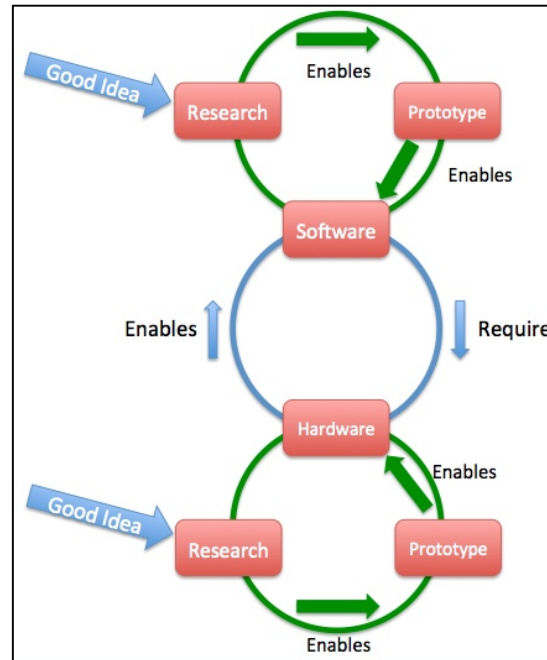 Good Idea
Enables
Research
Prototype
Enables
Software
Enables
Require
Hardware
Enables
Good Idea
Research
Prototype
Enables